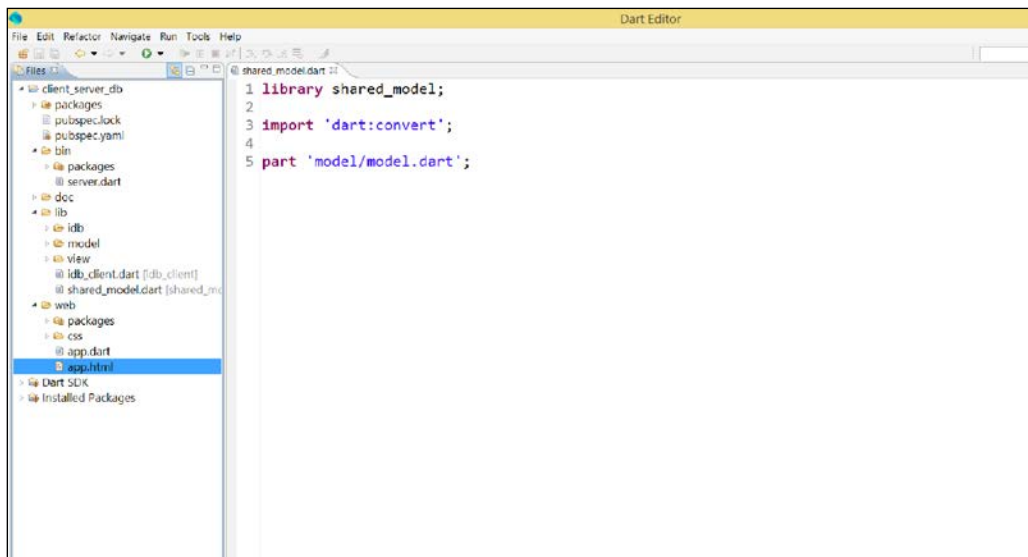 Dart Editor
File Edit Refactor Navigate Run Tools Help
Files
shared_model.dart
client_server_db
packages
pubspec.lock
pubspec.yaml
bin
packages
server.dart
doc
lib
idb
model
view
idb_client.dart [idb_client]
shared_model.dart [shared_mo
web
packages
css
app.dart
app.html
Dart SDK
Installed Packages
1 library shared_model;
2
3 import 'dart:convert';
4
5 part 'model/model.dart';